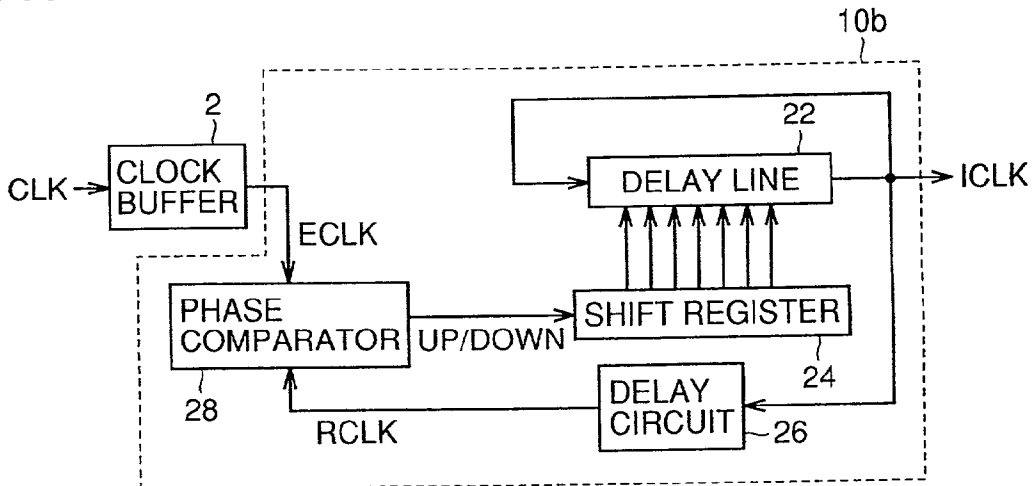 10b
2
CLOCK
BUFFER
CLK
ECLK
22
DELAY LINE
ICLK
PHASE
COMPARATOR
28
UP/DOWN
SHIFT REGISTER
24
DELAY
CIRCUIT
26
RCLK